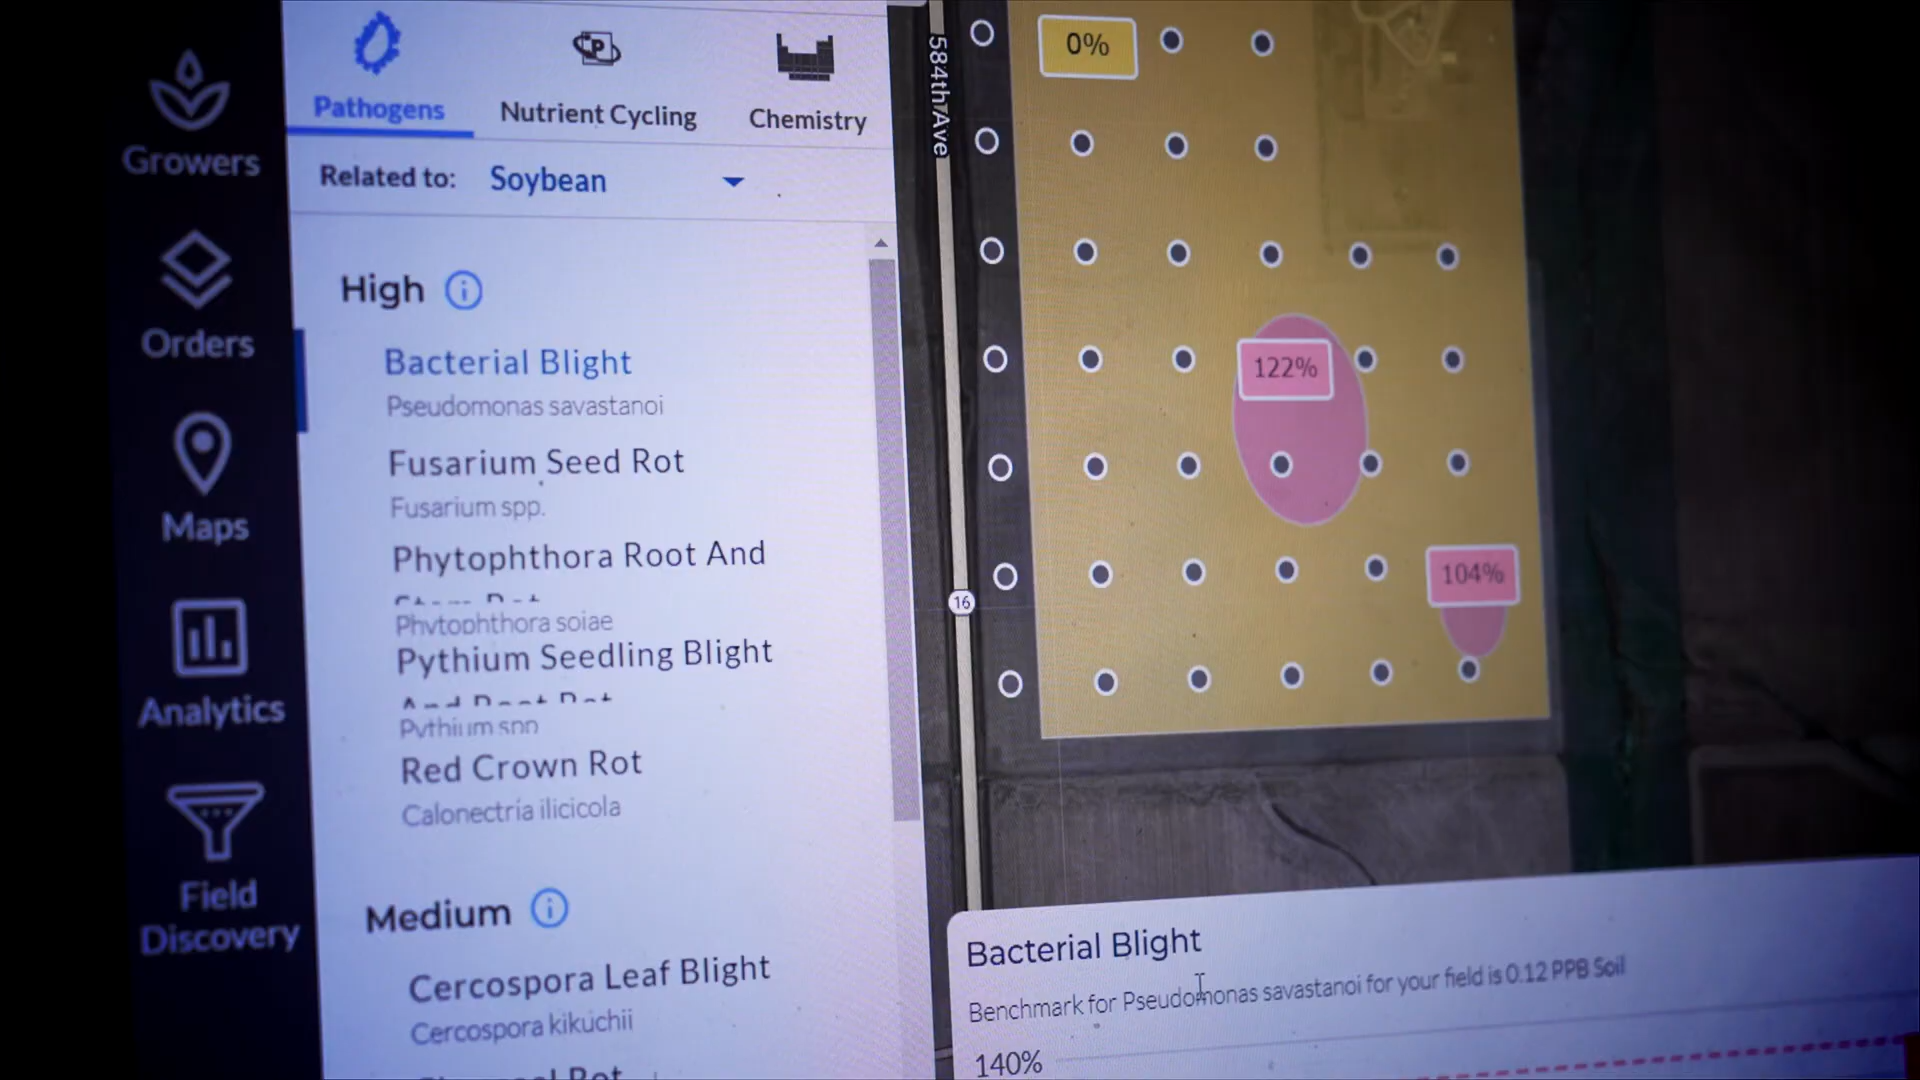 Growers
Orders
Maps
Analytics
Field
Discovery
Pathogens
Nutrient Cycling
Chemistry
Related to: Soybean
High
Bacterial Blight
Pseudomonas savastanoi
Fusarium Seed Rot
Fusarium spp.
Phytophthora Root And
Phytophthora sojae
Pythium Seedling Blight
And Root Rot
Pythium spp
Red Crown Rot
Calonectria ilicicola
Medium
Cercospora Leaf Blight
Cercospora kikuchii
584th Ave
16
0%
122%
104%
Bacterial Blight
Benchmark for Pseudomonas savastanoi for your field is 0.12 PPB Soil
140%